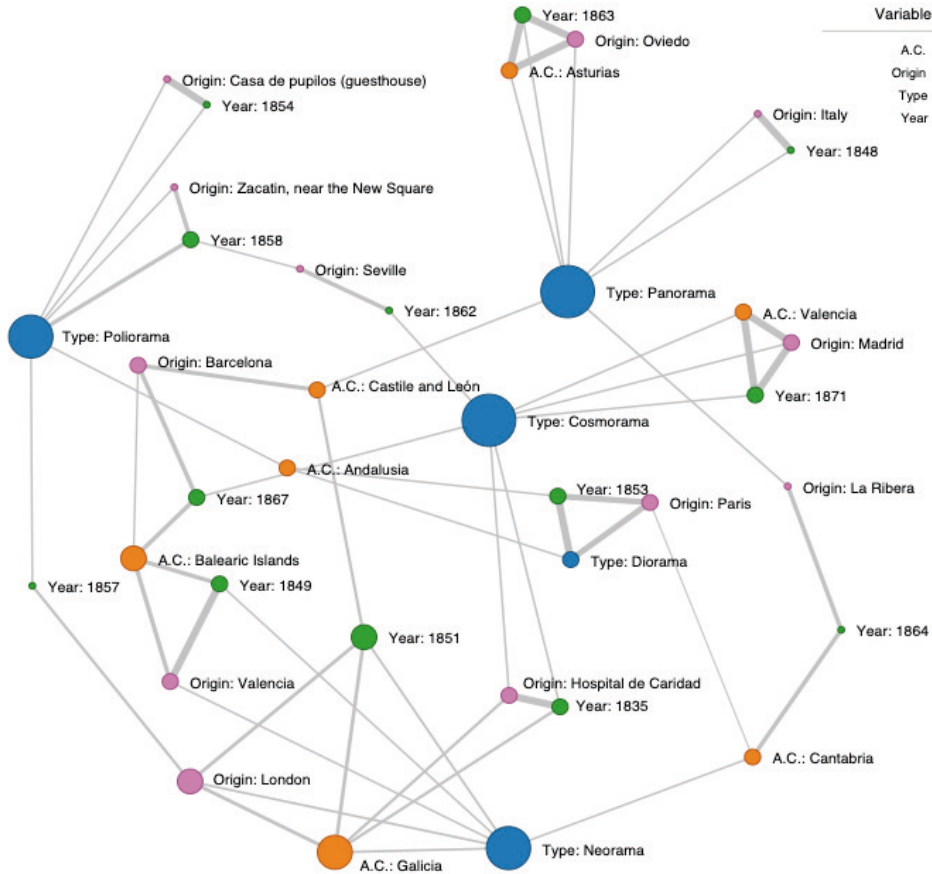 Year: 1863
Variable
Origin: Oviedo
A.C.
A.C.: Asturias
Origin
Origin: Casa de pupilos (guesthouse)
Type
Year: 1854
Origin: Italy
Year
Year: 1848
Origin: Zacatin, near the New Square
Year: 1858
Origin: Seville
Type: Panorama
Year: 1862
A.C.: Valencia
Type: Poliorama
Origin: Madrid
Origin: Barcelona
A.C.: Castile and León
Year: 1871
Type: Cosmorama
A.C.: Andalusia
Year: 1853
Origin: La Ribera
Year: 1867
Origin: Paris
A.C.: Balearic Islands
Type: Diorama
Year: 1857
Year: 1849
Year: 1851
Year: 1864
Origin: Valencia
Origin: Hospital de Caridad
Year: 1835
A.C.: Cantabria
Origin: London
Type: Neorama
A.C.: Galicia